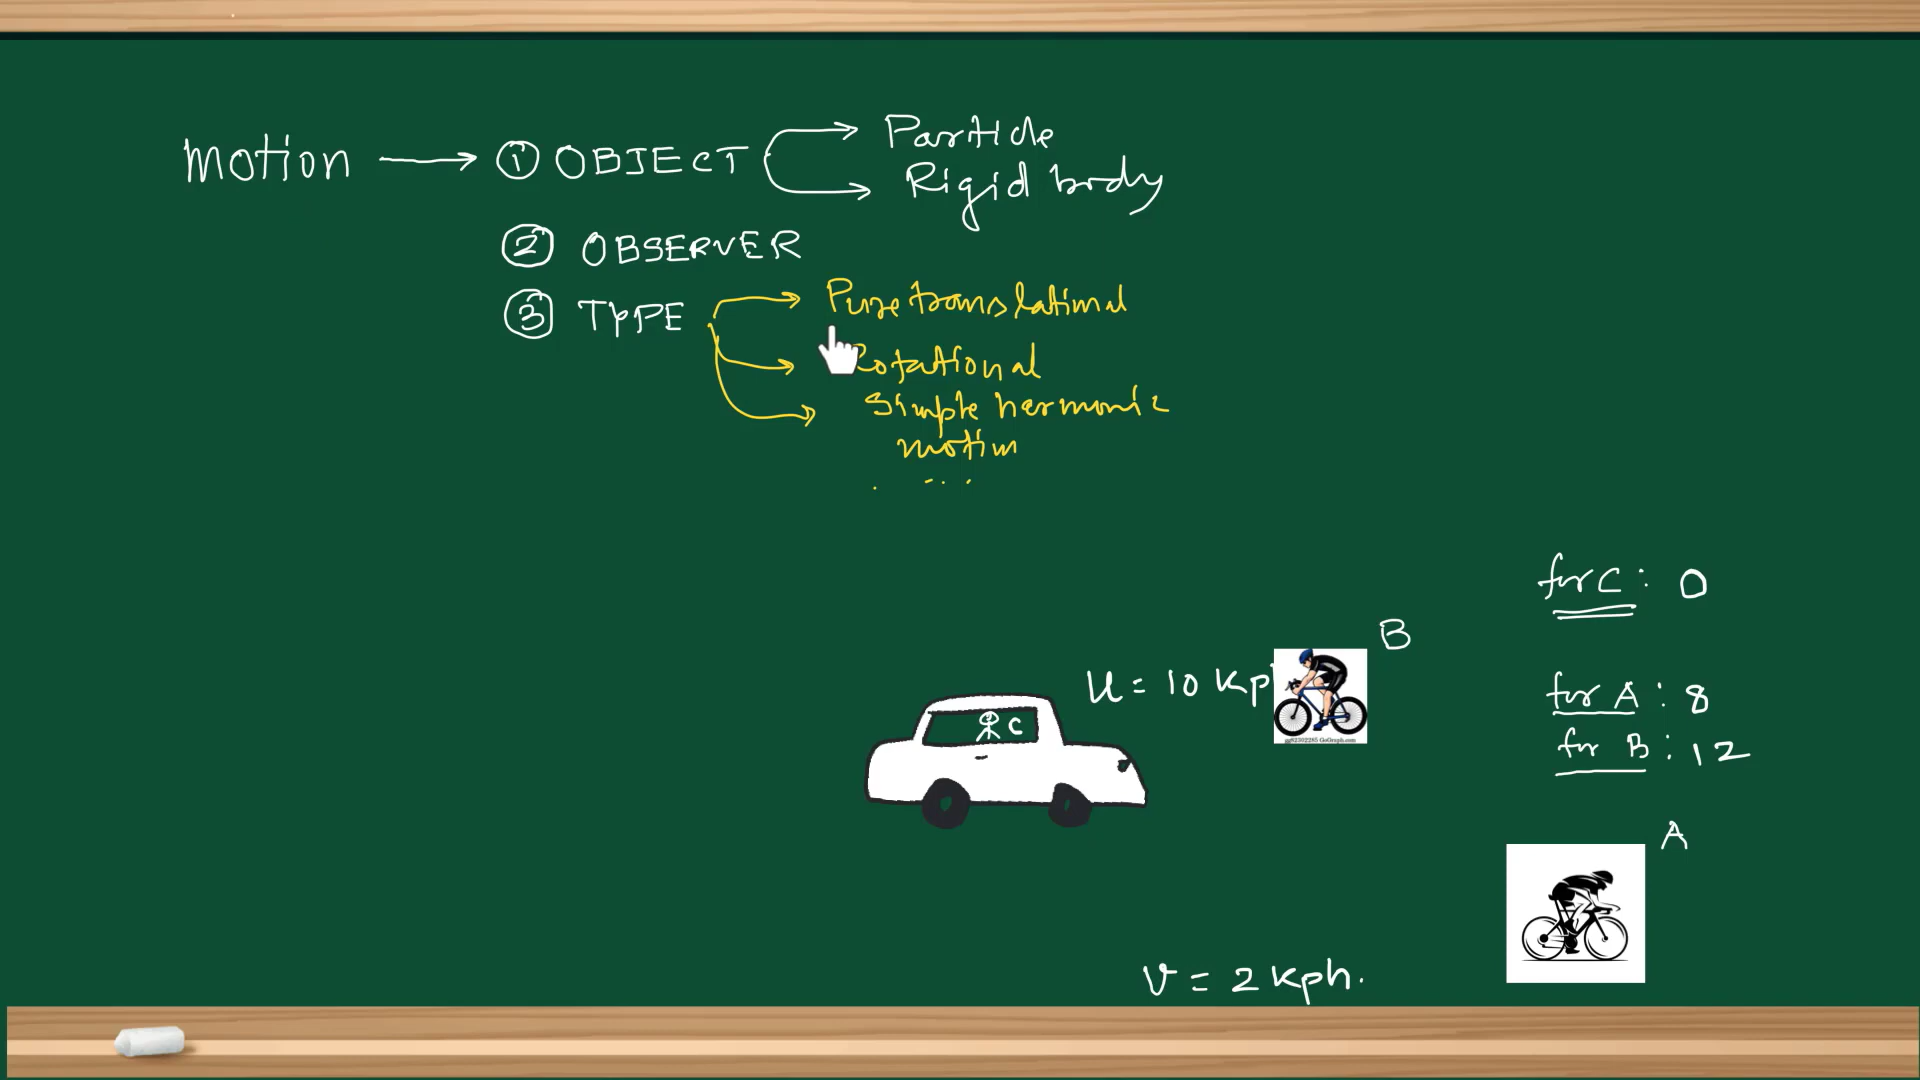 Motion → ① OBJECT → Particle
→ Rigid body
② OBSERVER
③ TYPE → Pure translational
→ Rotational
→ Simple harmonic
motion
for C : 0
B
u = 10 kp
for A : 8
C
for B : 12
A
v = 2 kph.